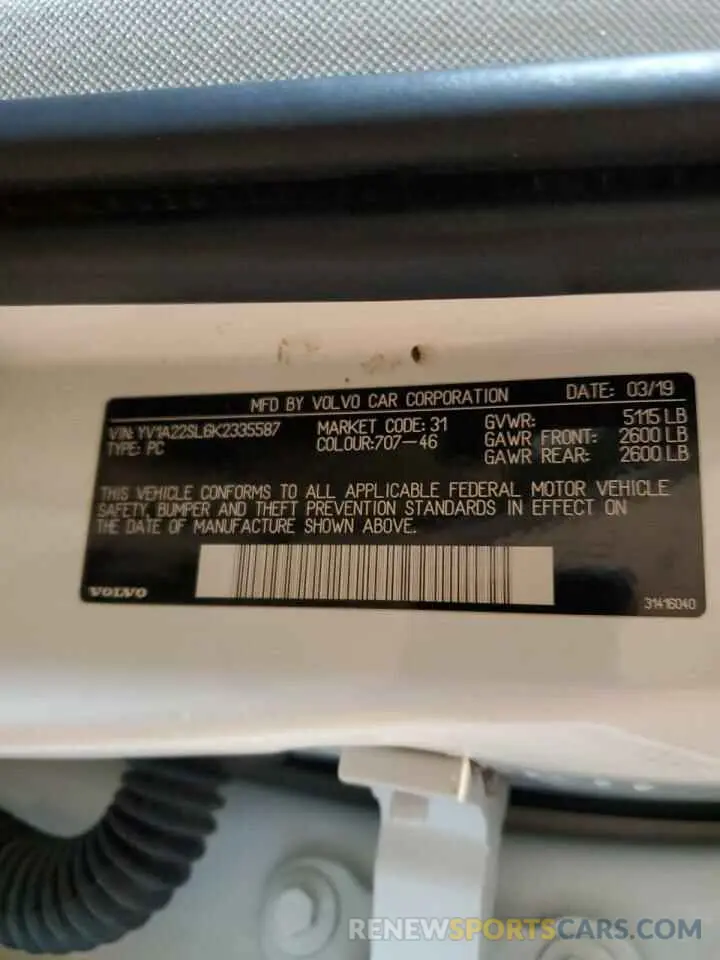 MFD BY VOLVO CAR CORPORATION DATE: 03/19
VIN: YV1A22SL6K2335587 MARKET CODE: 31 GVWR: 5115 LB
TYPE: PC COLOUR:707-46 GAWR FRONT: 2600 LB
GAWR REAR: 2600 LB
THIS VEHICLE CONFORMS TO ALL APPLICABLE FEDERAL MOTOR VEHICLE
SAFETY, BUMPER AND THEFT PREVENTION STANDARDS IN EFFECT ON
THE DATE OF MANUFACTURE SHOWN ABOVE.
VOLVO 31416040
RENEWSPORTSCARS.COM